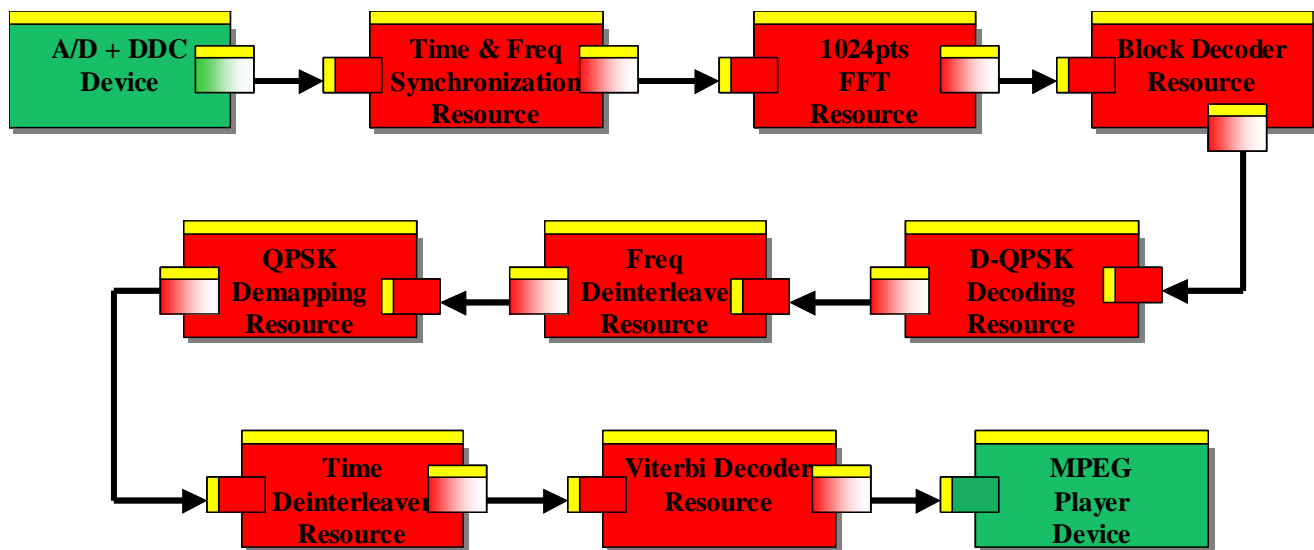 A/D + DDC
Device
Time & Freq
Synchronization
Resource
1024pts
FFT
Resource
Block Decoder
Resource
QPSK
Demapping
Resource
Freq
Deinterleave
D-QPSK
Decoding
Resource
Time
Deinterleaver
Resource
Viterbi Decoder
Resource
MPEG
Player
Device